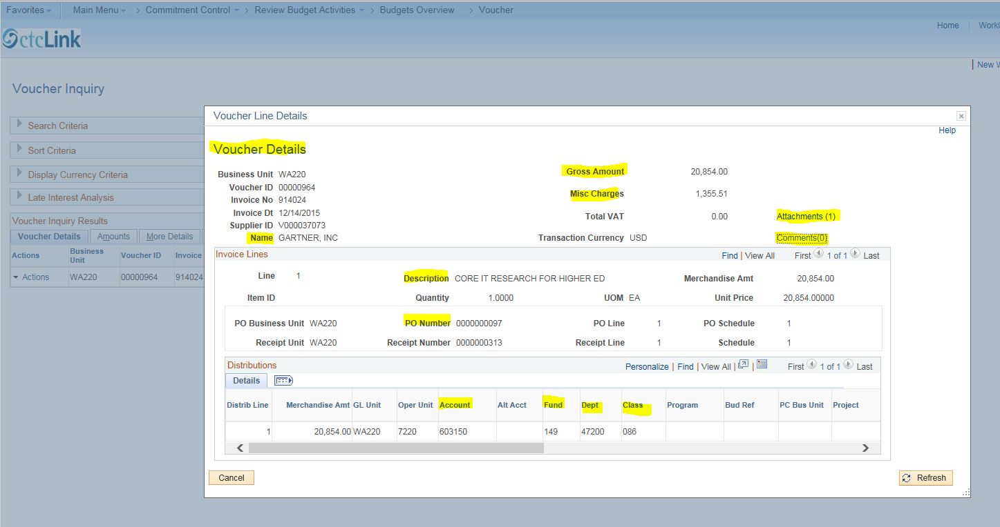 Favorites Main Menu > Commitment Control > Review Budget Activities > Budgets Overview > Voucher
ctcLink
Home
New
Voucher Inquiry
Search Criteria
Sort Criteria
Display Currency Criteria
Late Interest Analysis
Voucher Inquiry Results
Voucher Details Amounts More Details
Actions Business Unit Voucher ID Invoice
Actions WA220 00000964 914024
Voucher Line Details
Help
Voucher Details
Gross Amount 20,854.00
Business Unit WA220
Voucher ID 00000964
Misc Charges 1,355.51
Invoice No 914024
Invoice Dt 12/14/2015
Total VAT 0.00 Attachments (1)
Supplier ID V000037073
Name GARTNER, INC Transaction Currency USD Comments(0)
Invoice Lines Find | View All First 1 of 1 Last
Line 1 Description CORE IT RESEARCH FOR HIGHER ED Merchandise Amt 20,854.00
Item ID Quantity 1.0000 UOM EA Unit Price 20,854.00000
PO Business Unit WA220 PO Number 0000000097 PO Line 1 PO Schedule 1
Receipt Unit WA220 Receipt Number 0000000313 Receipt Line 1 Schedule 1
Distributions Personalize | Find | View All | | First 1 of 1 Last
Details
Distrib Line Merchandise Amt GL Unit Oper Unit Account Alt Acct Fund Dept Class Program Bud Ref PC Bus Unit Project
1 20,854.00 WA220 7220 603150 149 47200 086
Cancel Refresh